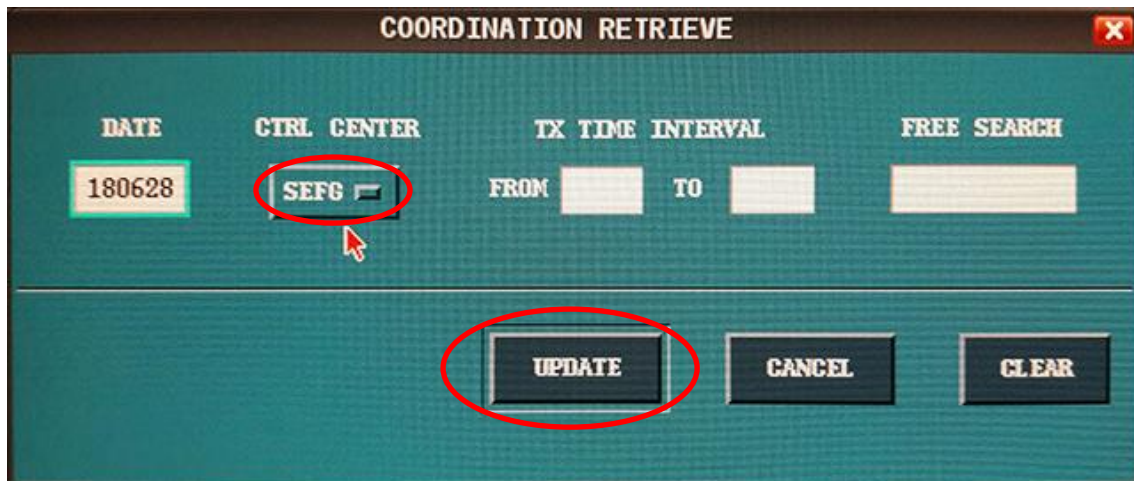 COORDINATION RETRIEVE
DATE CTRL CENTER TX TIME INTERVAL FREE SEARCH
180628 SEFG FROM TO
UPDATE CANCEL CLEAR